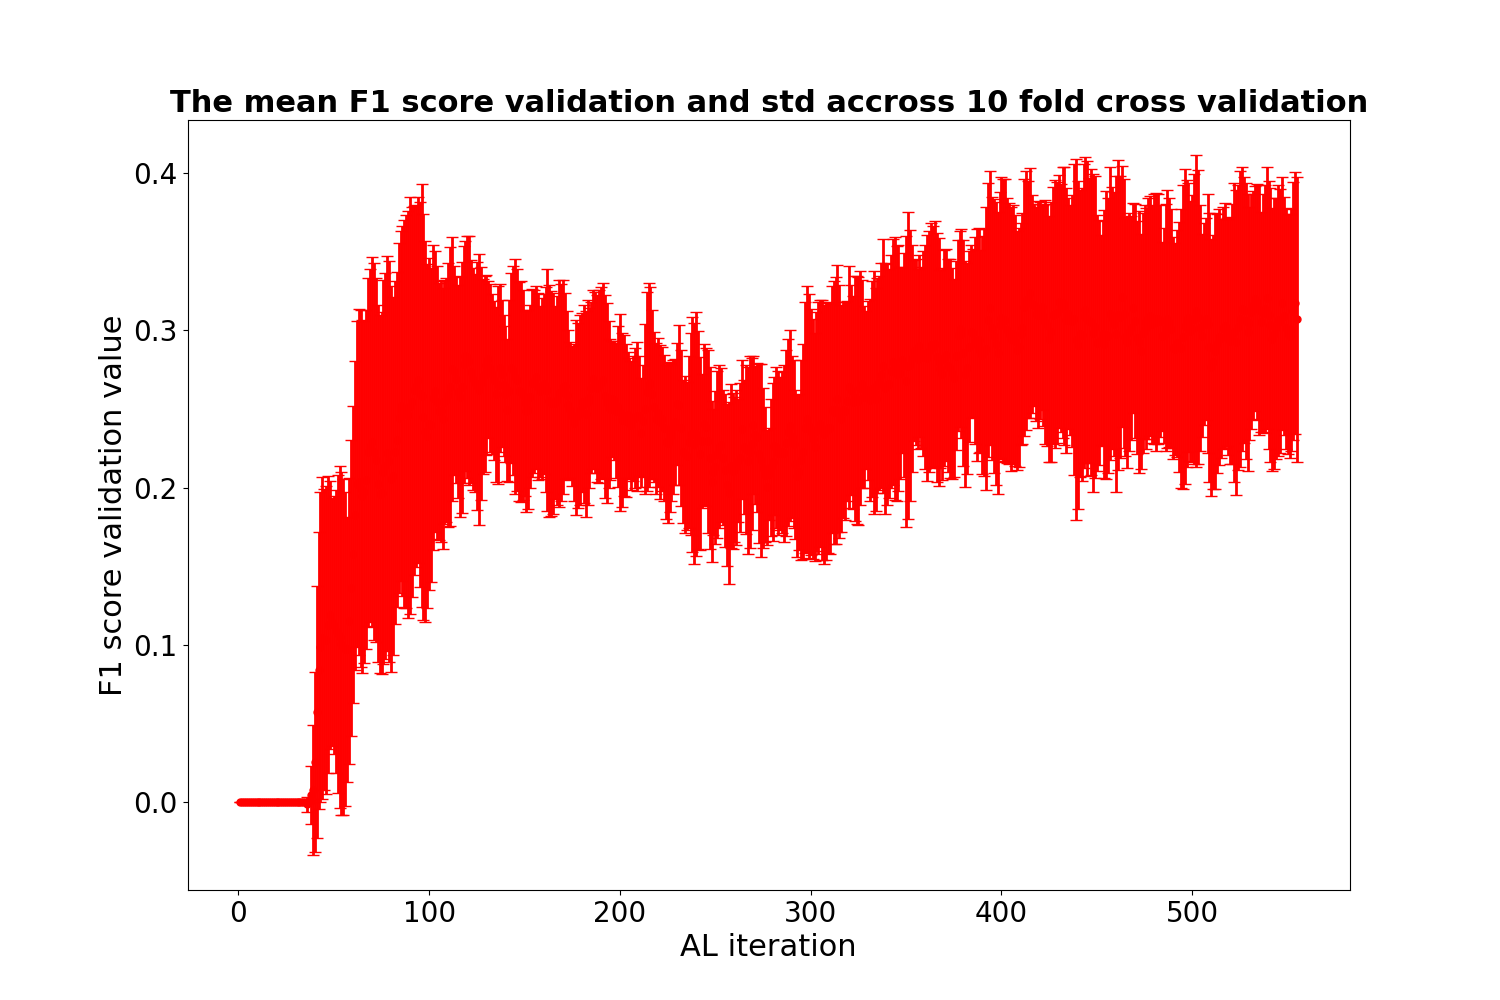 The mean F1 score validation and std accross 10 fold cross validation
F1 score validation value
0.4
0.3
0.2
0.1
0.0
0 100 200 300 400 500
AL iteration